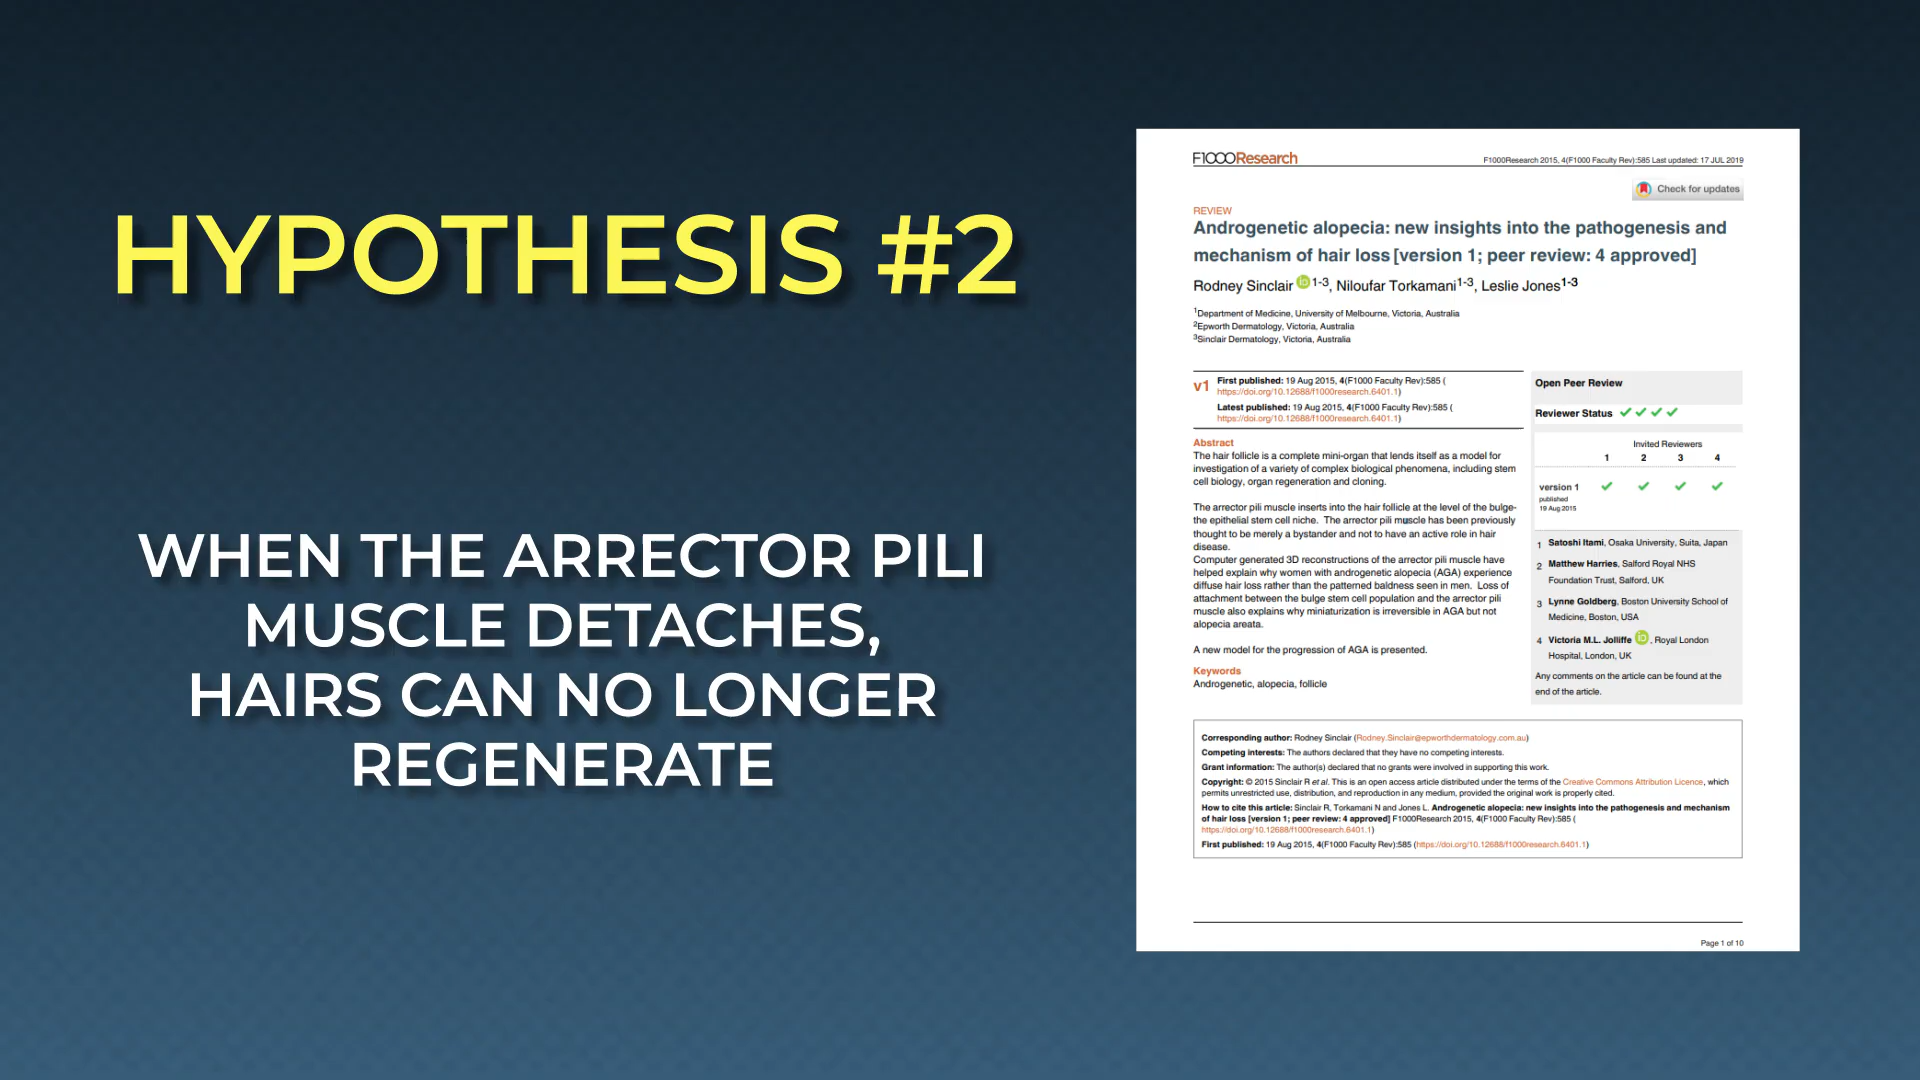 HYPOTHESIS #2
WHEN THE ARRECTOR PILI
MUSCLE DETACHES,
HAIRS CAN NO LONGER
REGENERATE
F1000Research
F1000Research 2015, 4(F1000 Faculty Rev):585 Last updated: 17 JUL 2019
Check for updates
REVIEW
Androgenetic alopecia: new insights into the pathogenesis and
mechanism of hair loss [version 1; peer review: 4 approved]
Rodney Sinclair iD 1-3, Niloufar Torkamani1-3, Leslie Jones1-3
1Department of Medicine, University of Melbourne, Victoria, Australia
2Epworth Dermatology, Victoria, Australia
3Sinclair Dermatology, Victoria, Australia
v1 First published: 19 Aug 2015, 4(F1000 Faculty Rev):585 (
https://doi.org/10.12688/f1000research.6401.1)
Latest published: 19 Aug 2015, 4(F1000 Faculty Rev):585 (
https://doi.org/10.12688/f1000research.6401.1)
Abstract
The hair follicle is a complete mini-organ that lends itself as a model for
investigation of a variety of complex biological phenomena, including stem
cell biology, organ regeneration and cloning.
The arrector pili muscle inserts into the hair follicle at the level of the bulge-
the epithelial stem cell niche. The arrector pili muscle has been previously
thought to be merely a bystander and not to have an active role in hair
disease.
Computer generated 3D reconstructions of the arrector pili muscle have
helped explain why women with androgenetic alopecia (AGA) experience
diffuse hair loss rather than the patterned baldness seen in men. Loss of
attachment between the bulge stem cell population and the arrector pili
muscle also explains why miniaturization is irreversible in AGA but not
alopecia areata.
A new model for the progression of AGA is presented.
Keywords
Androgenetic, alopecia, follicle
Open Peer Review
Reviewer Status ✓ ✓ ✓ ✓
Invited Reviewers
1 2 3 4
version 1 ✓ ✓ ✓ ✓
published
19 Aug 2015
1 Satoshi Itami, Osaka University, Suita, Japan
2 Matthew Harries, Salford Royal NHS
Foundation Trust, Salford, UK
3 Lynne Goldberg, Boston University School of
Medicine, Boston, USA
4 Victoria M.L. Jolliffe iD, Royal London
Hospital, London, UK
Any comments on the article can be found at the
end of the article.
Corresponding author: Rodney Sinclair (Rodney.Sinclair@epworthdermatology.com.au)
Competing interests: The authors declared that they have no competing interests.
Grant information: The author(s) declared that no grants were involved in supporting this work.
Copyright: © 2015 Sinclair R et al. This is an open access article distributed under the terms of the Creative Commons Attribution Licence, which
permits unrestricted use, distribution, and reproduction in any medium, provided the original work is properly cited.
How to cite this article: Sinclair R, Torkamani N and Jones L. Androgenetic alopecia: new insights into the pathogenesis and mechanism
of hair loss [version 1; peer review: 4 approved] F1000Research 2015, 4(F1000 Faculty Rev):585 (
https://doi.org/10.12688/f1000research.6401.1)
First published: 19 Aug 2015, 4(F1000 Faculty Rev):585 (https://doi.org/10.12688/f1000research.6401.1)
Page 1 of 10